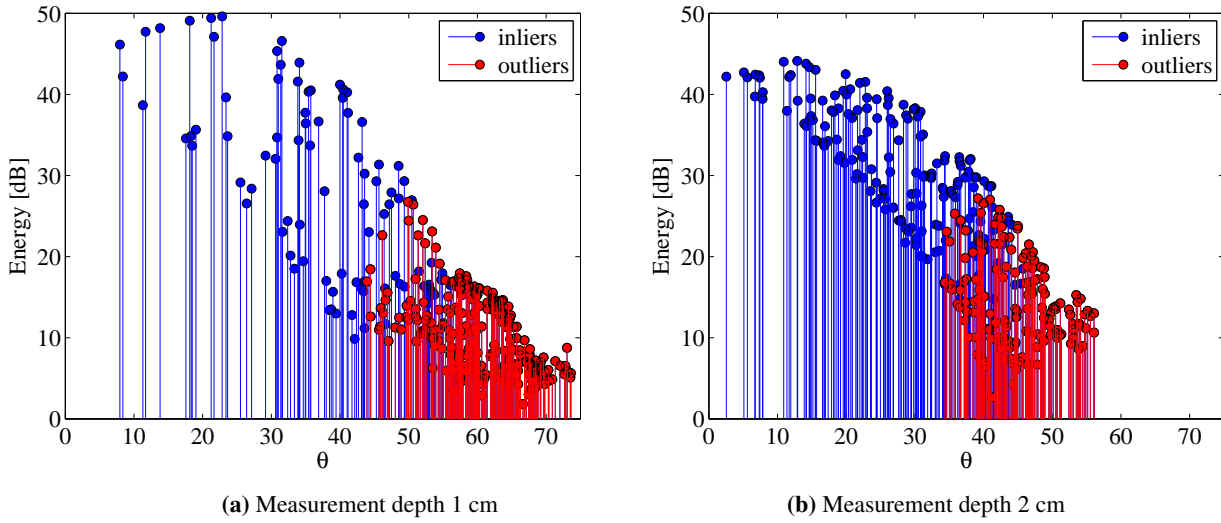 50
40
30
20
10
0
Energy [dB]
0 10 20 30 40 50 60 70
θ
inliers
outliers
(a) Measurement depth 1 cm
50
40
30
20
10
0
Energy [dB]
0 10 20 30 40 50 60 70
θ
inliers
outliers
(b) Measurement depth 2 cm